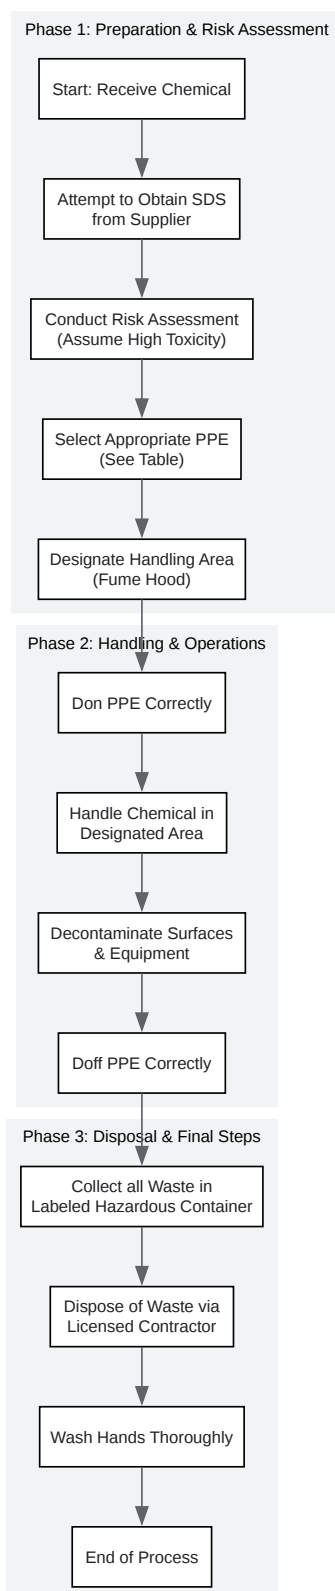 Phase 1: Preparation & Risk Assessment
Start: Receive Chemical
Attempt to Obtain SDS
from Supplier
Conduct Risk Assessment
(Assume High Toxicity)
Select Appropriate PPE
(See Table)
Designate Handling Area
(Fume Hood)
Phase 2: Handling & Operations
Don PPE Correctly
Handle Chemical in
Designated Area
Decontaminate Surfaces
& Equipment
Doff PPE Correctly
Phase 3: Disposal & Final Steps
Collect all Waste in
Labeled Hazardous Container
Dispose of Waste via
Licensed Contractor
Wash Hands Thoroughly
End of Process